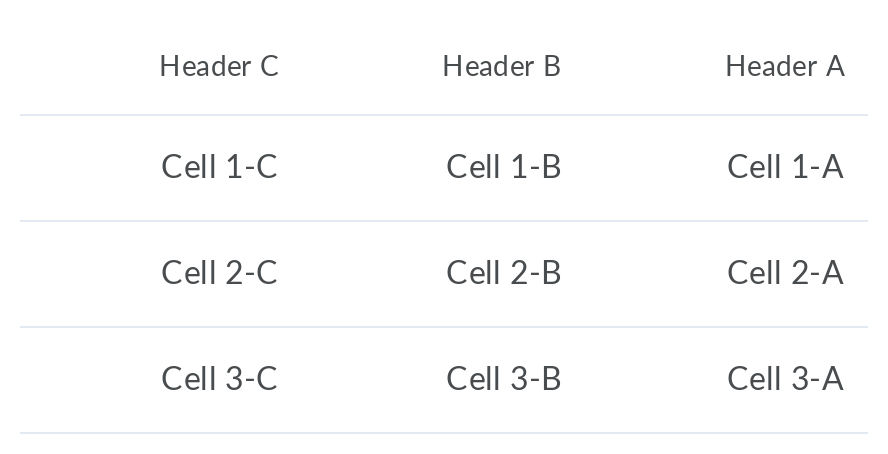 Header C Header B Header A
Cell 1-C Cell 1-B Cell 1-A
Cell 2-C Cell 2-B Cell 2-A
Cell 3-C Cell 3-B Cell 3-A